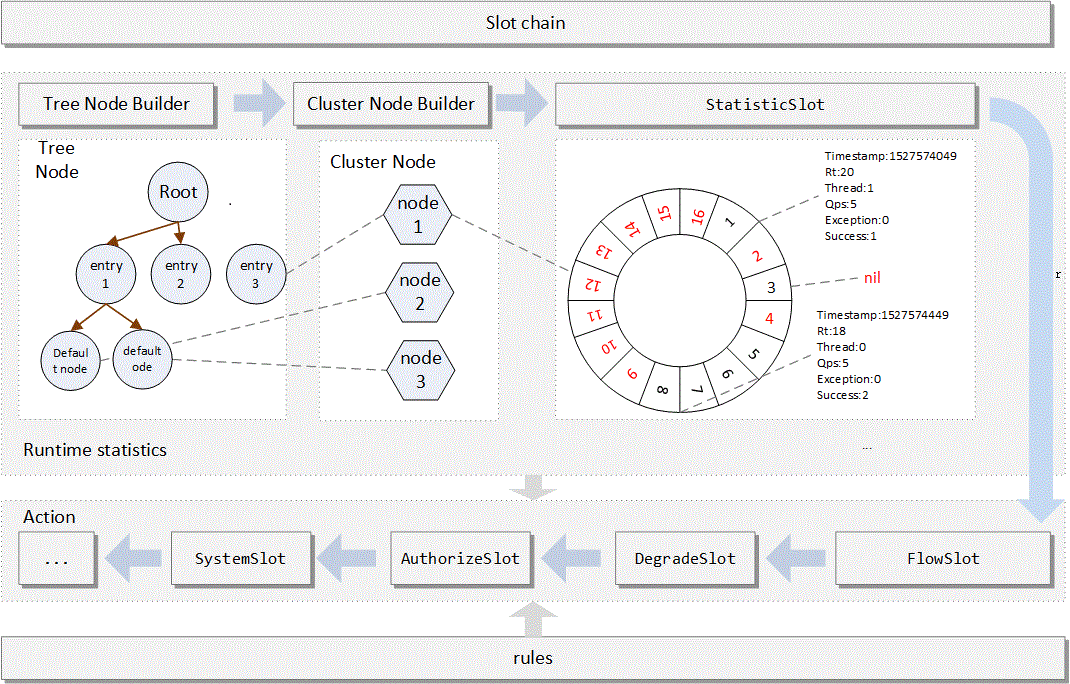 Slot chain
Tree Node Builder
Cluster Node Builder
StatisticSlot
Tree
Node
Root
.
entry
1
entry
2
entry
3
Defaul
t node
default
ode
Cluster Node
node
1
node
2
node
3
1
2
3
4
5
6
7
8
9
10
11
12
13
14
15
16
Timestamp:1527574049
Rt:20
Thread:1
Qps:5
Exception:0
Success:1
nil
Timestamp:1527574449
Rt:18
Thread:0
Qps:5
Exception:0
Success:2
...
r
Runtime statistics
Action
...
SystemSlot
AuthorizeSlot
DegradeSlot
FlowSlot
rules